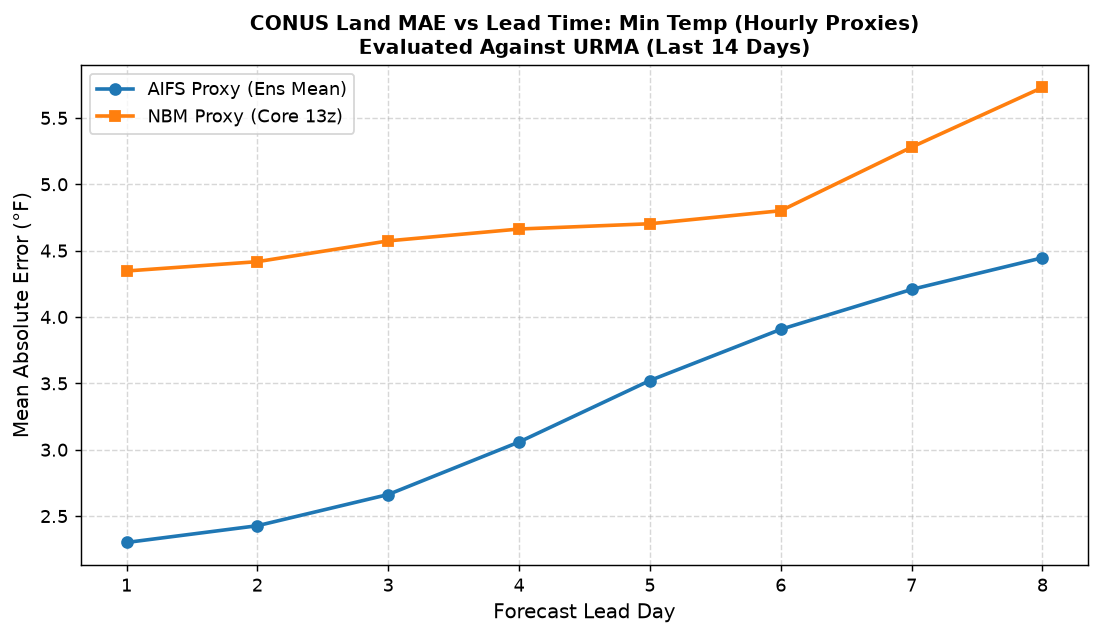 CONUS Land MAE vs Lead Time: Min Temp (Hourly Proxies)
Evaluated Against URMA (Last 14 Days)
AIFS Proxy (Ens Mean)
NBM Proxy (Core 13z)
Mean Absolute Error (°F)
5.5
5.0
4.5
4.0
3.5
3.0
2.5
1 2 3 4 5 6 7 8
Forecast Lead Day